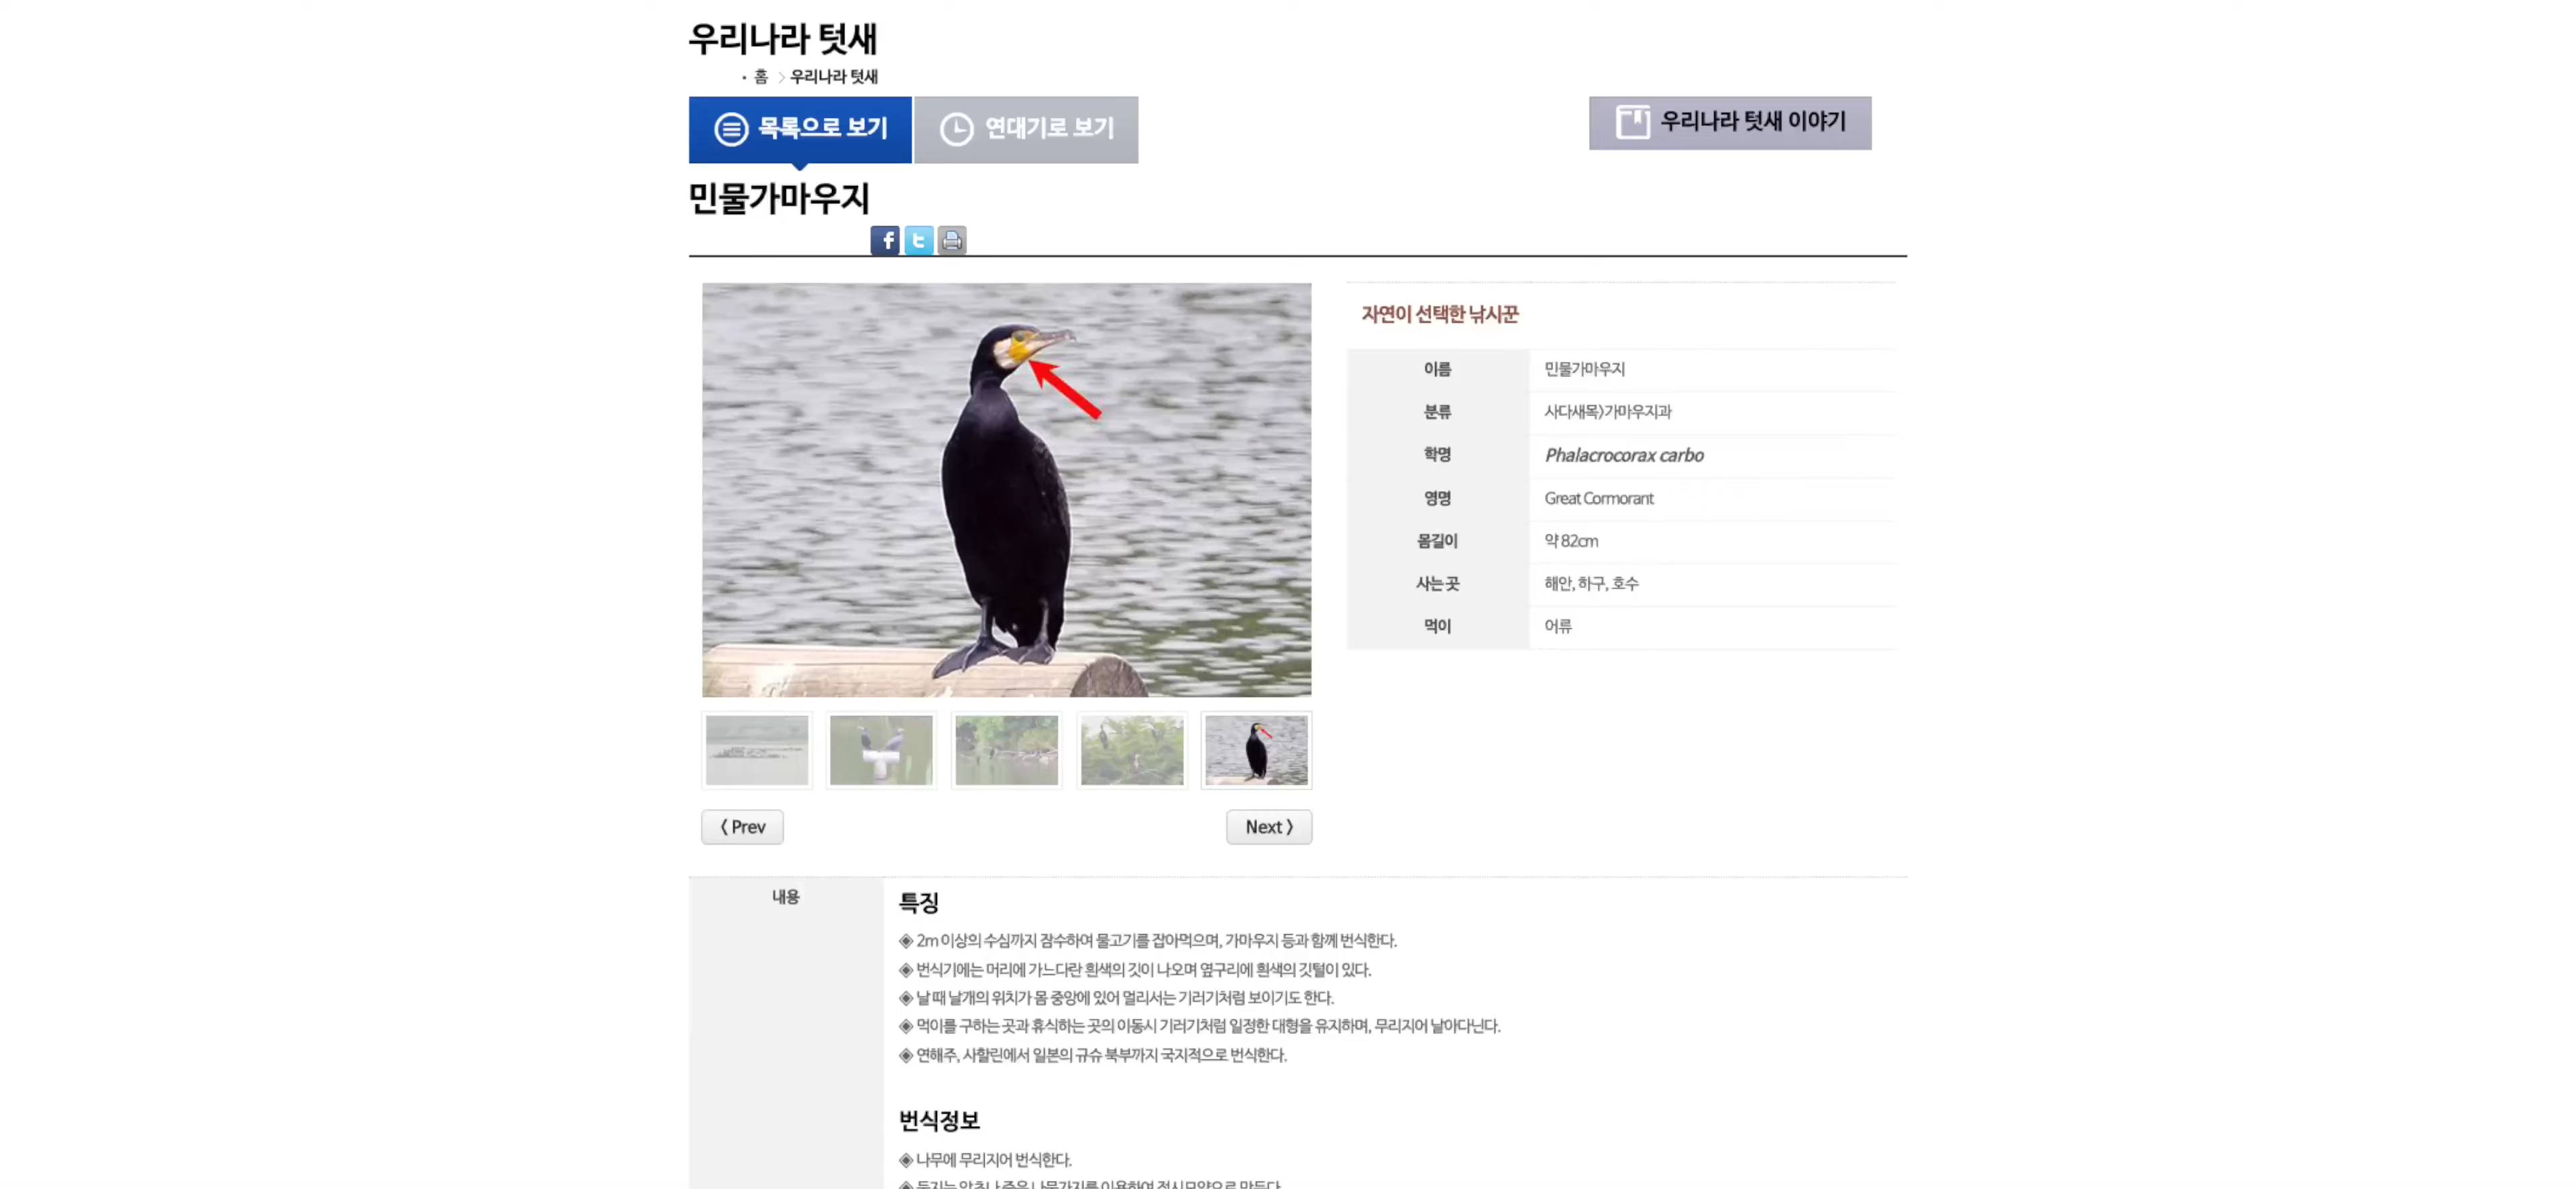 우리나라 텃새
• 홈 > 우리나라 텃새
목록으로 보기
연대기로 보기
우리나라 텃새 이야기
민물가마우지
자연이 선택한 낚시꾼
이름 민물가마우지
분류 사다새목>가마우지과
학명 Phalacrocorax carbo
영명 Great Cormorant
몸길이 약 82cm
사는 곳 해안, 하구, 호수
먹이 어류
< Prev
Next >
내용
특징
◈ 2m 이상의 수심까지 잠수하여 물고기를 잡아먹으며, 가마우지 등과 함께 번식한다.
◈ 번식기에는 머리에 가느다란 흰색의 깃이 나오며 옆구리에 흰색의 깃털이 있다.
◈ 날 때 날개의 위치가 몸 중앙에 있어 멀리서는 기러기처럼 보이기도 한다.
◈ 먹이를 구하는 곳과 휴식하는 곳의 이동시 기러기처럼 일정한 대형을 유지하며, 무리지어 날아다닌다.
◈ 연해주, 사할린에서 일본의 규슈 북부까지 국지적으로 번식한다.
번식정보
◈ 나무에 무리지어 번식한다.